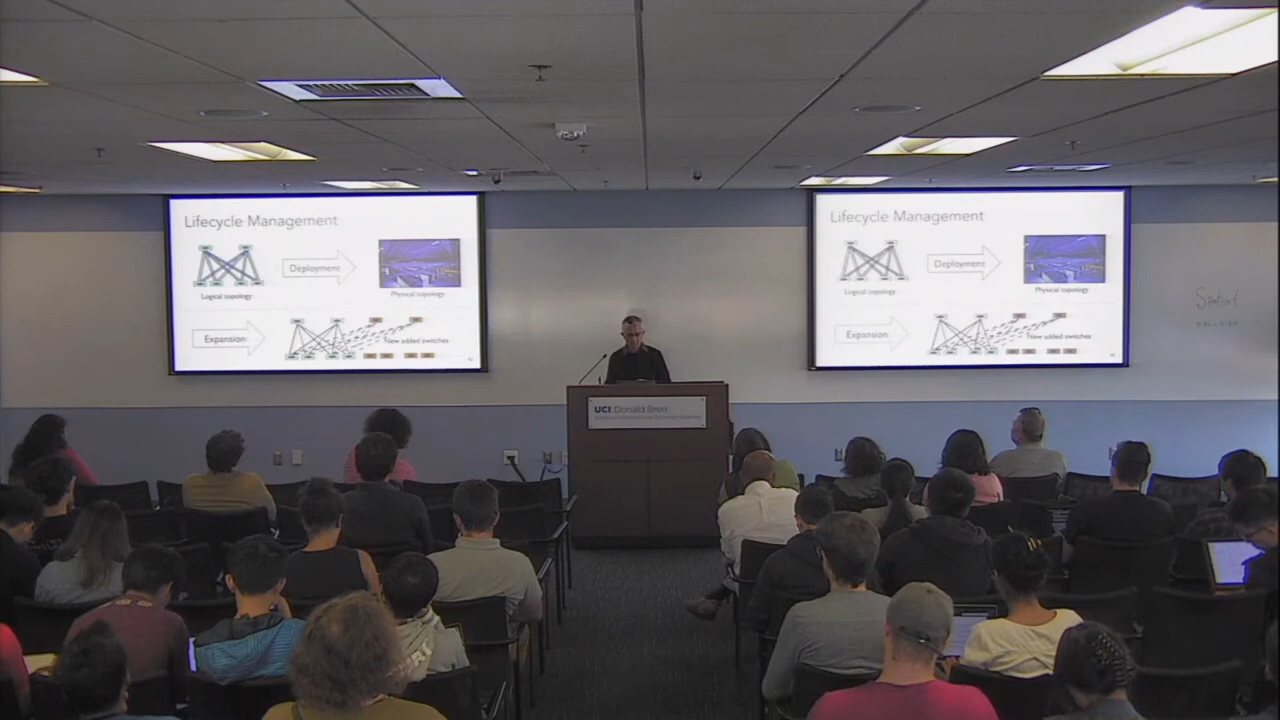 Lifecycle Management
Deployment
Logical topology
Physical topology
Expansion
New added switches
Lifecycle Management
Deployment
Logical topology
Physical topology
Expansion
New added switches
UCI Donald Bren